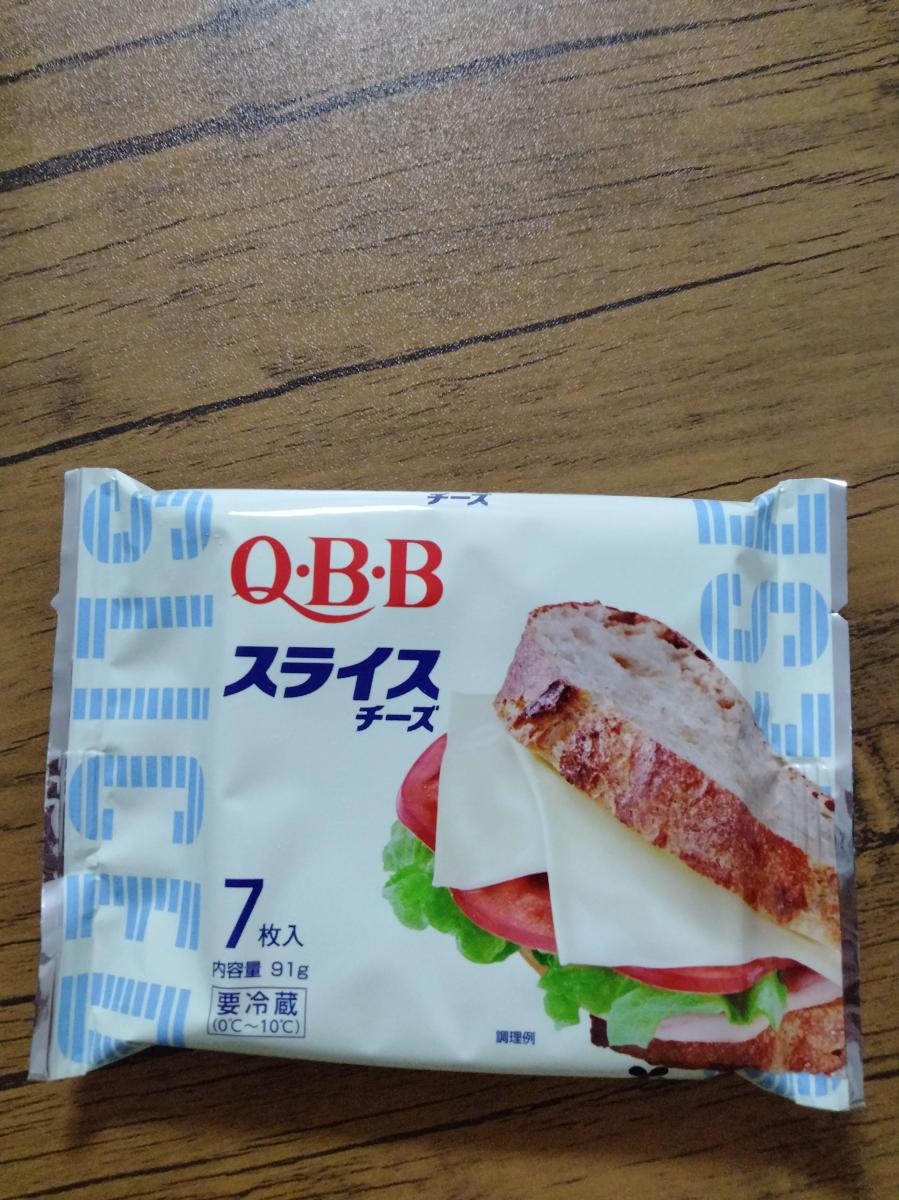 チーズ
Q・B・B
スライス
チーズ
7枚入
内容量 91g
要冷蔵
(0℃〜10℃)
調理例
SLICED